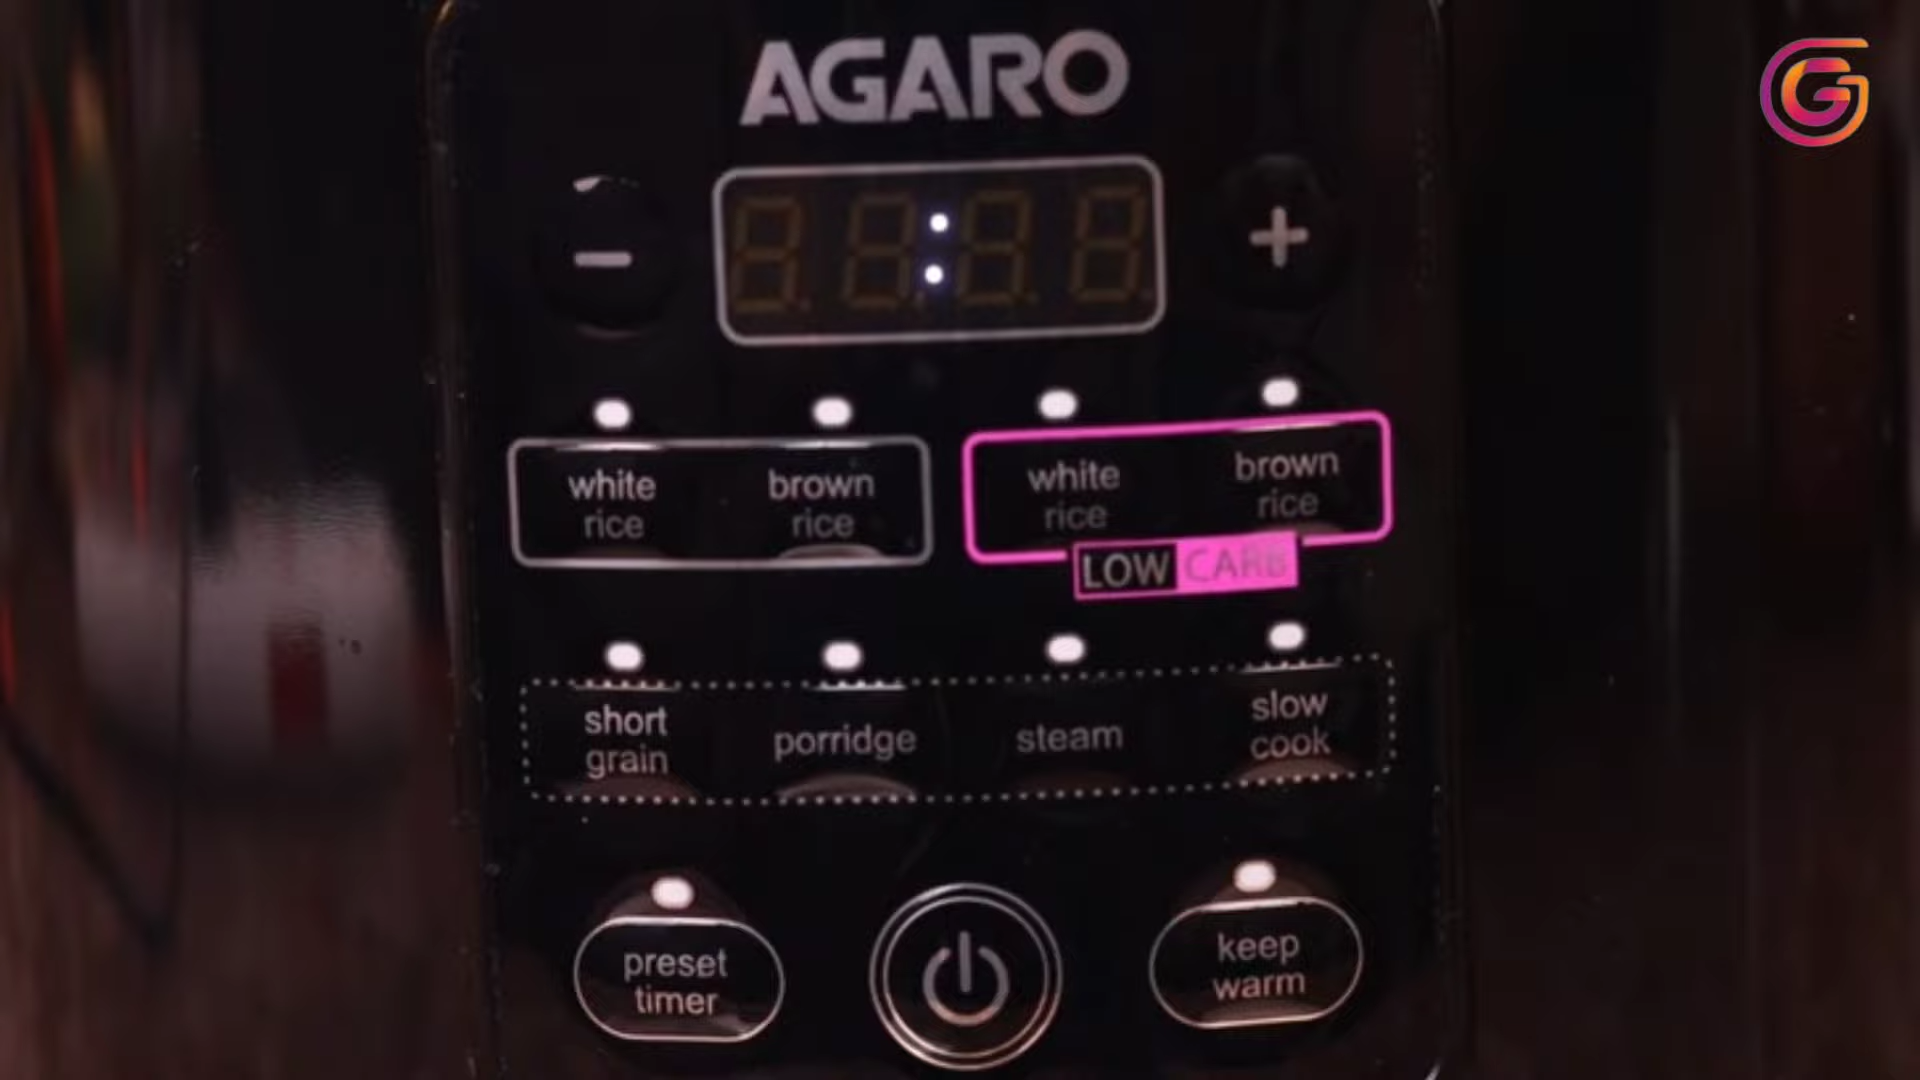 AGARO
- : +
white brown white brown
rice rice rice rice
LOW CARB
short porridge steam slow
grain cook
preset keep
timer warm